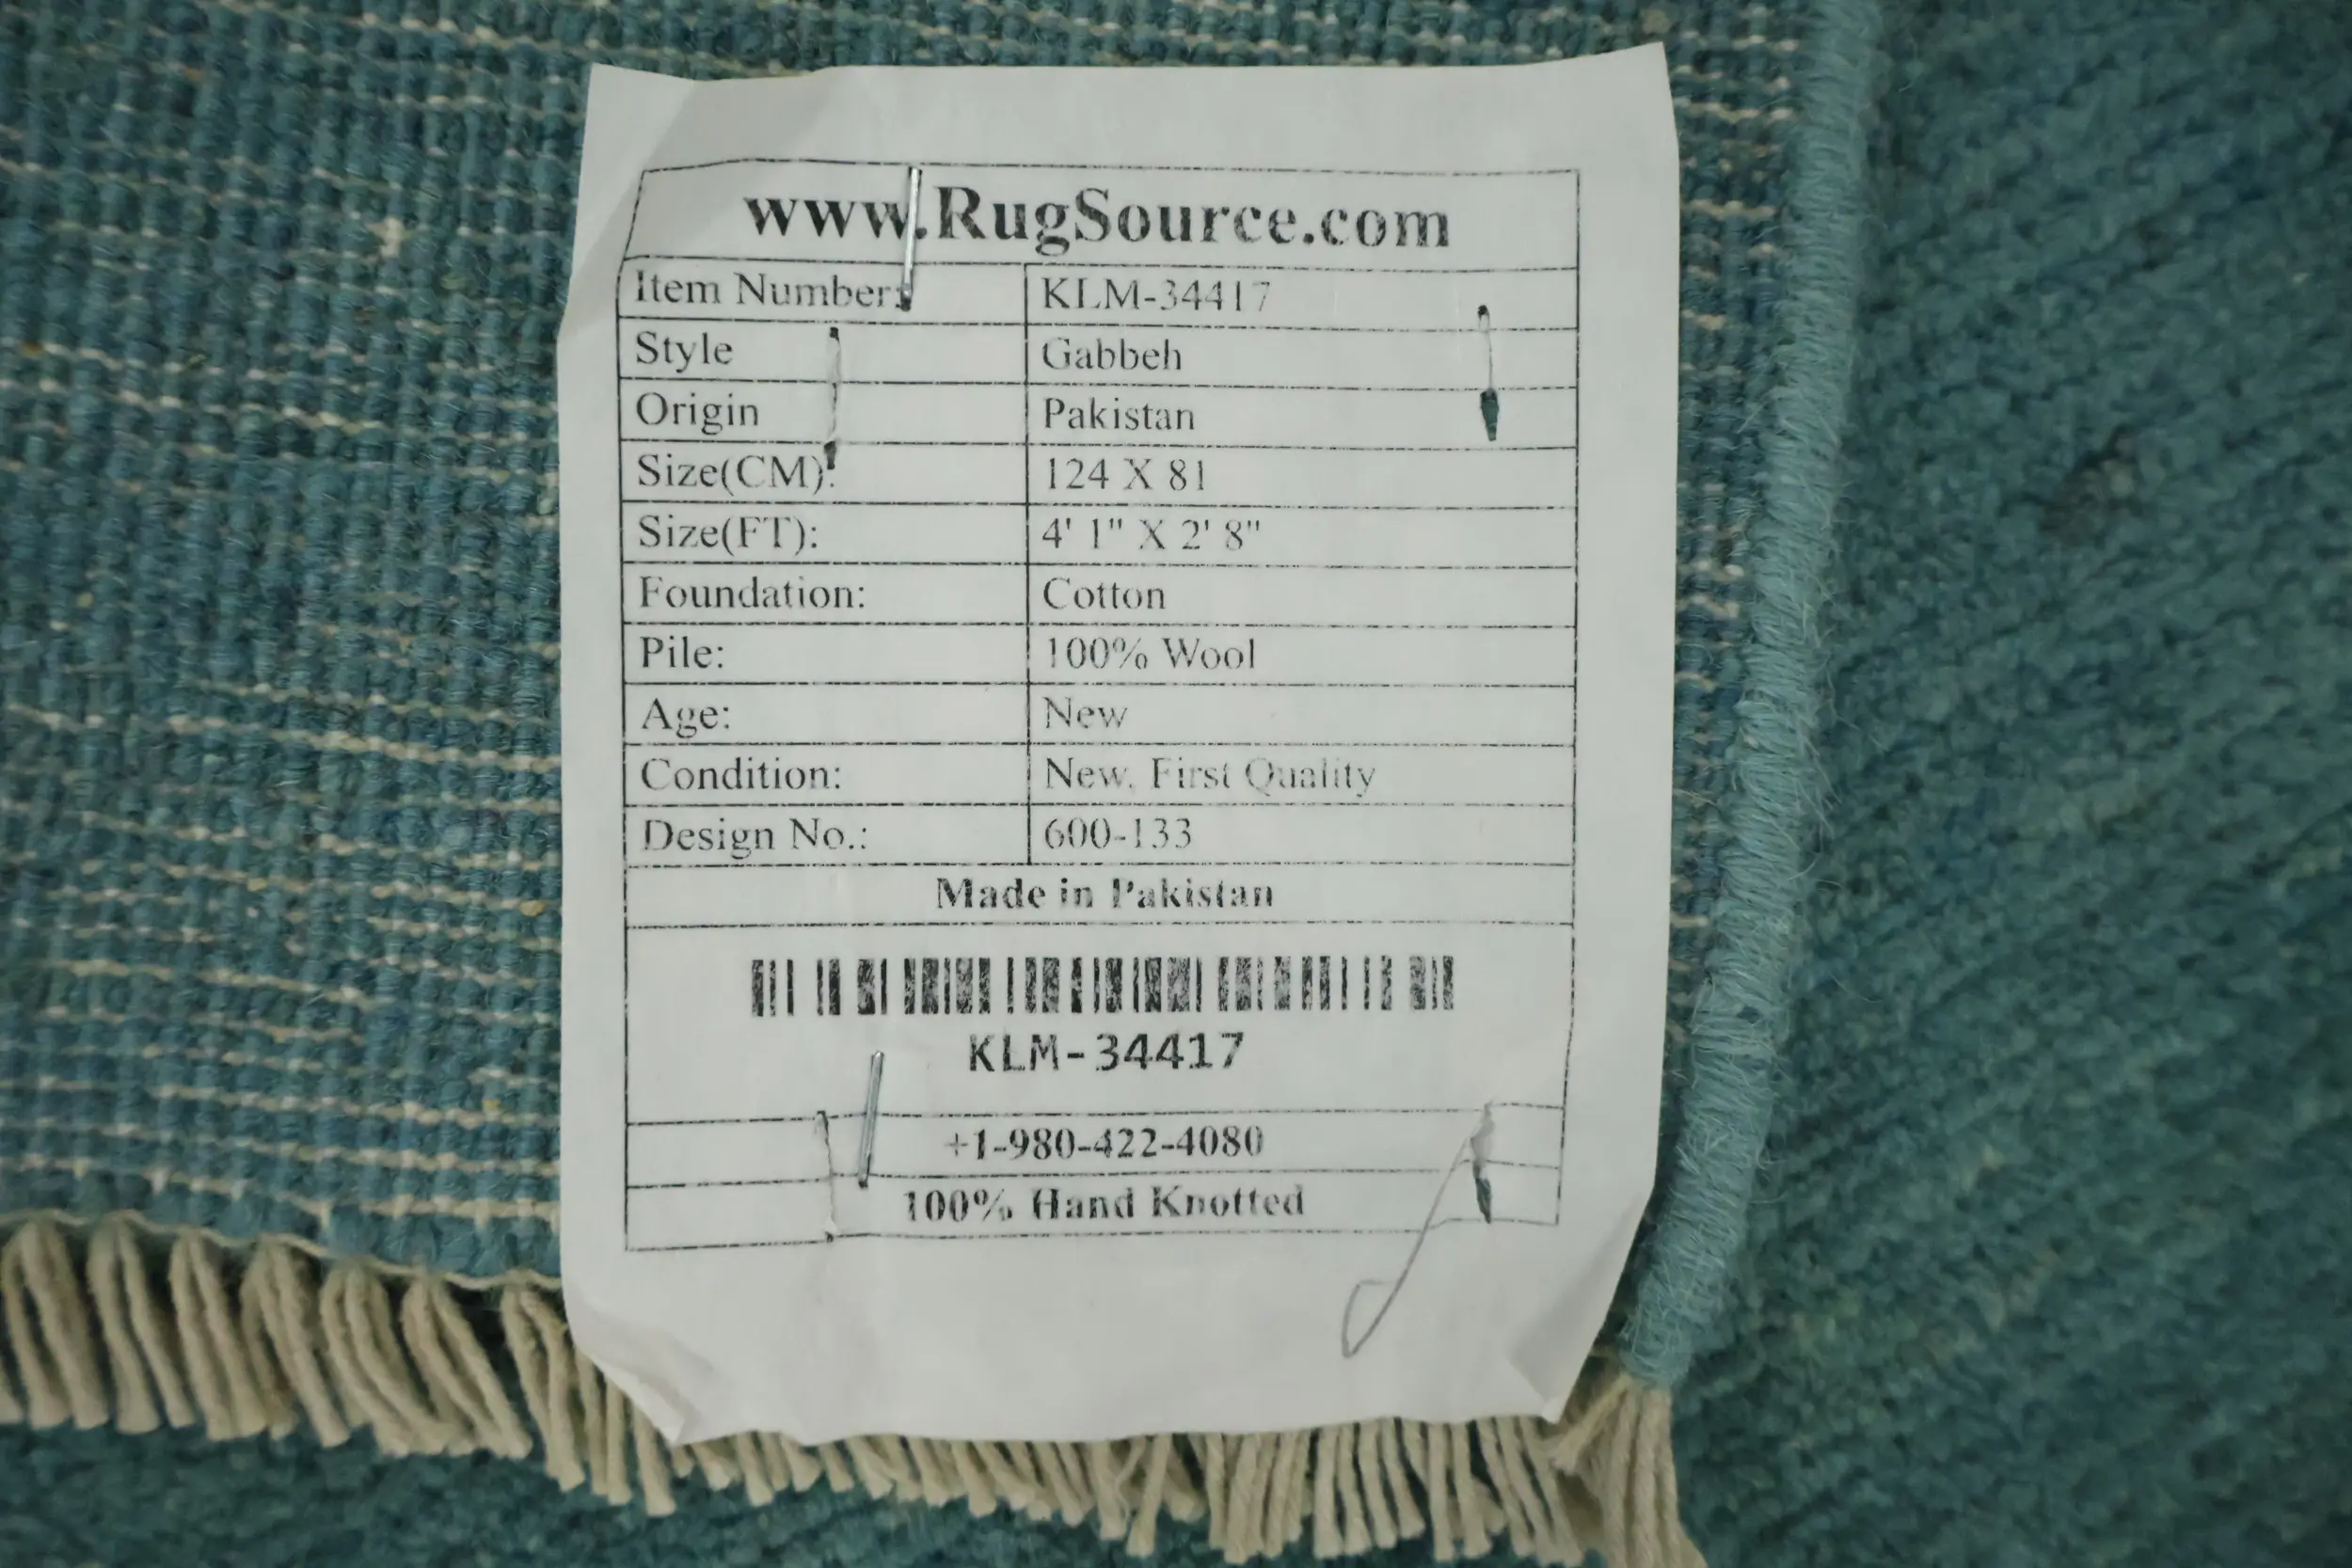 www.RugSource.com
Item Number: KLM-34417
Style Gabbeh
Origin Pakistan
Size(CM): 124 X 81
Size(FT): 4' 1" X 2' 8"
Foundation: Cotton
Pile: 100% Wool
Age: New
Condition: New, First Quality
Design No.: 600-133
Made in Pakistan
KLM-34417
+1-980-422-4080
100% Hand Knotted